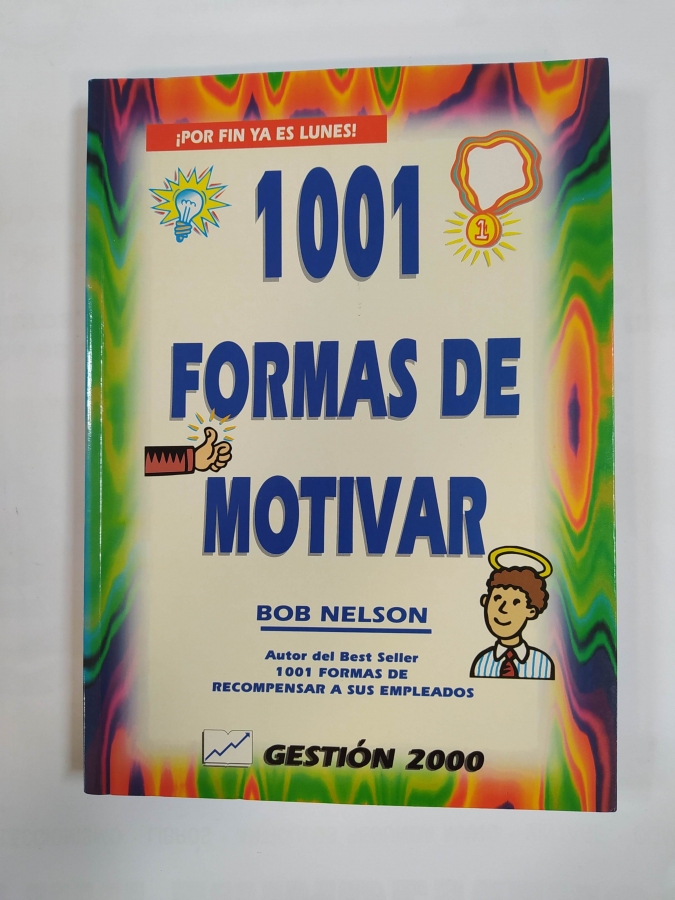 ¡POR FIN YA ES LUNES!
1001
1
FORMAS DE
MOTIVAR
BOB NELSON
Autor del Best Seller
1001 FORMAS DE
RECOMPENSAR A SUS EMPLEADOS
GESTIÓN 2000